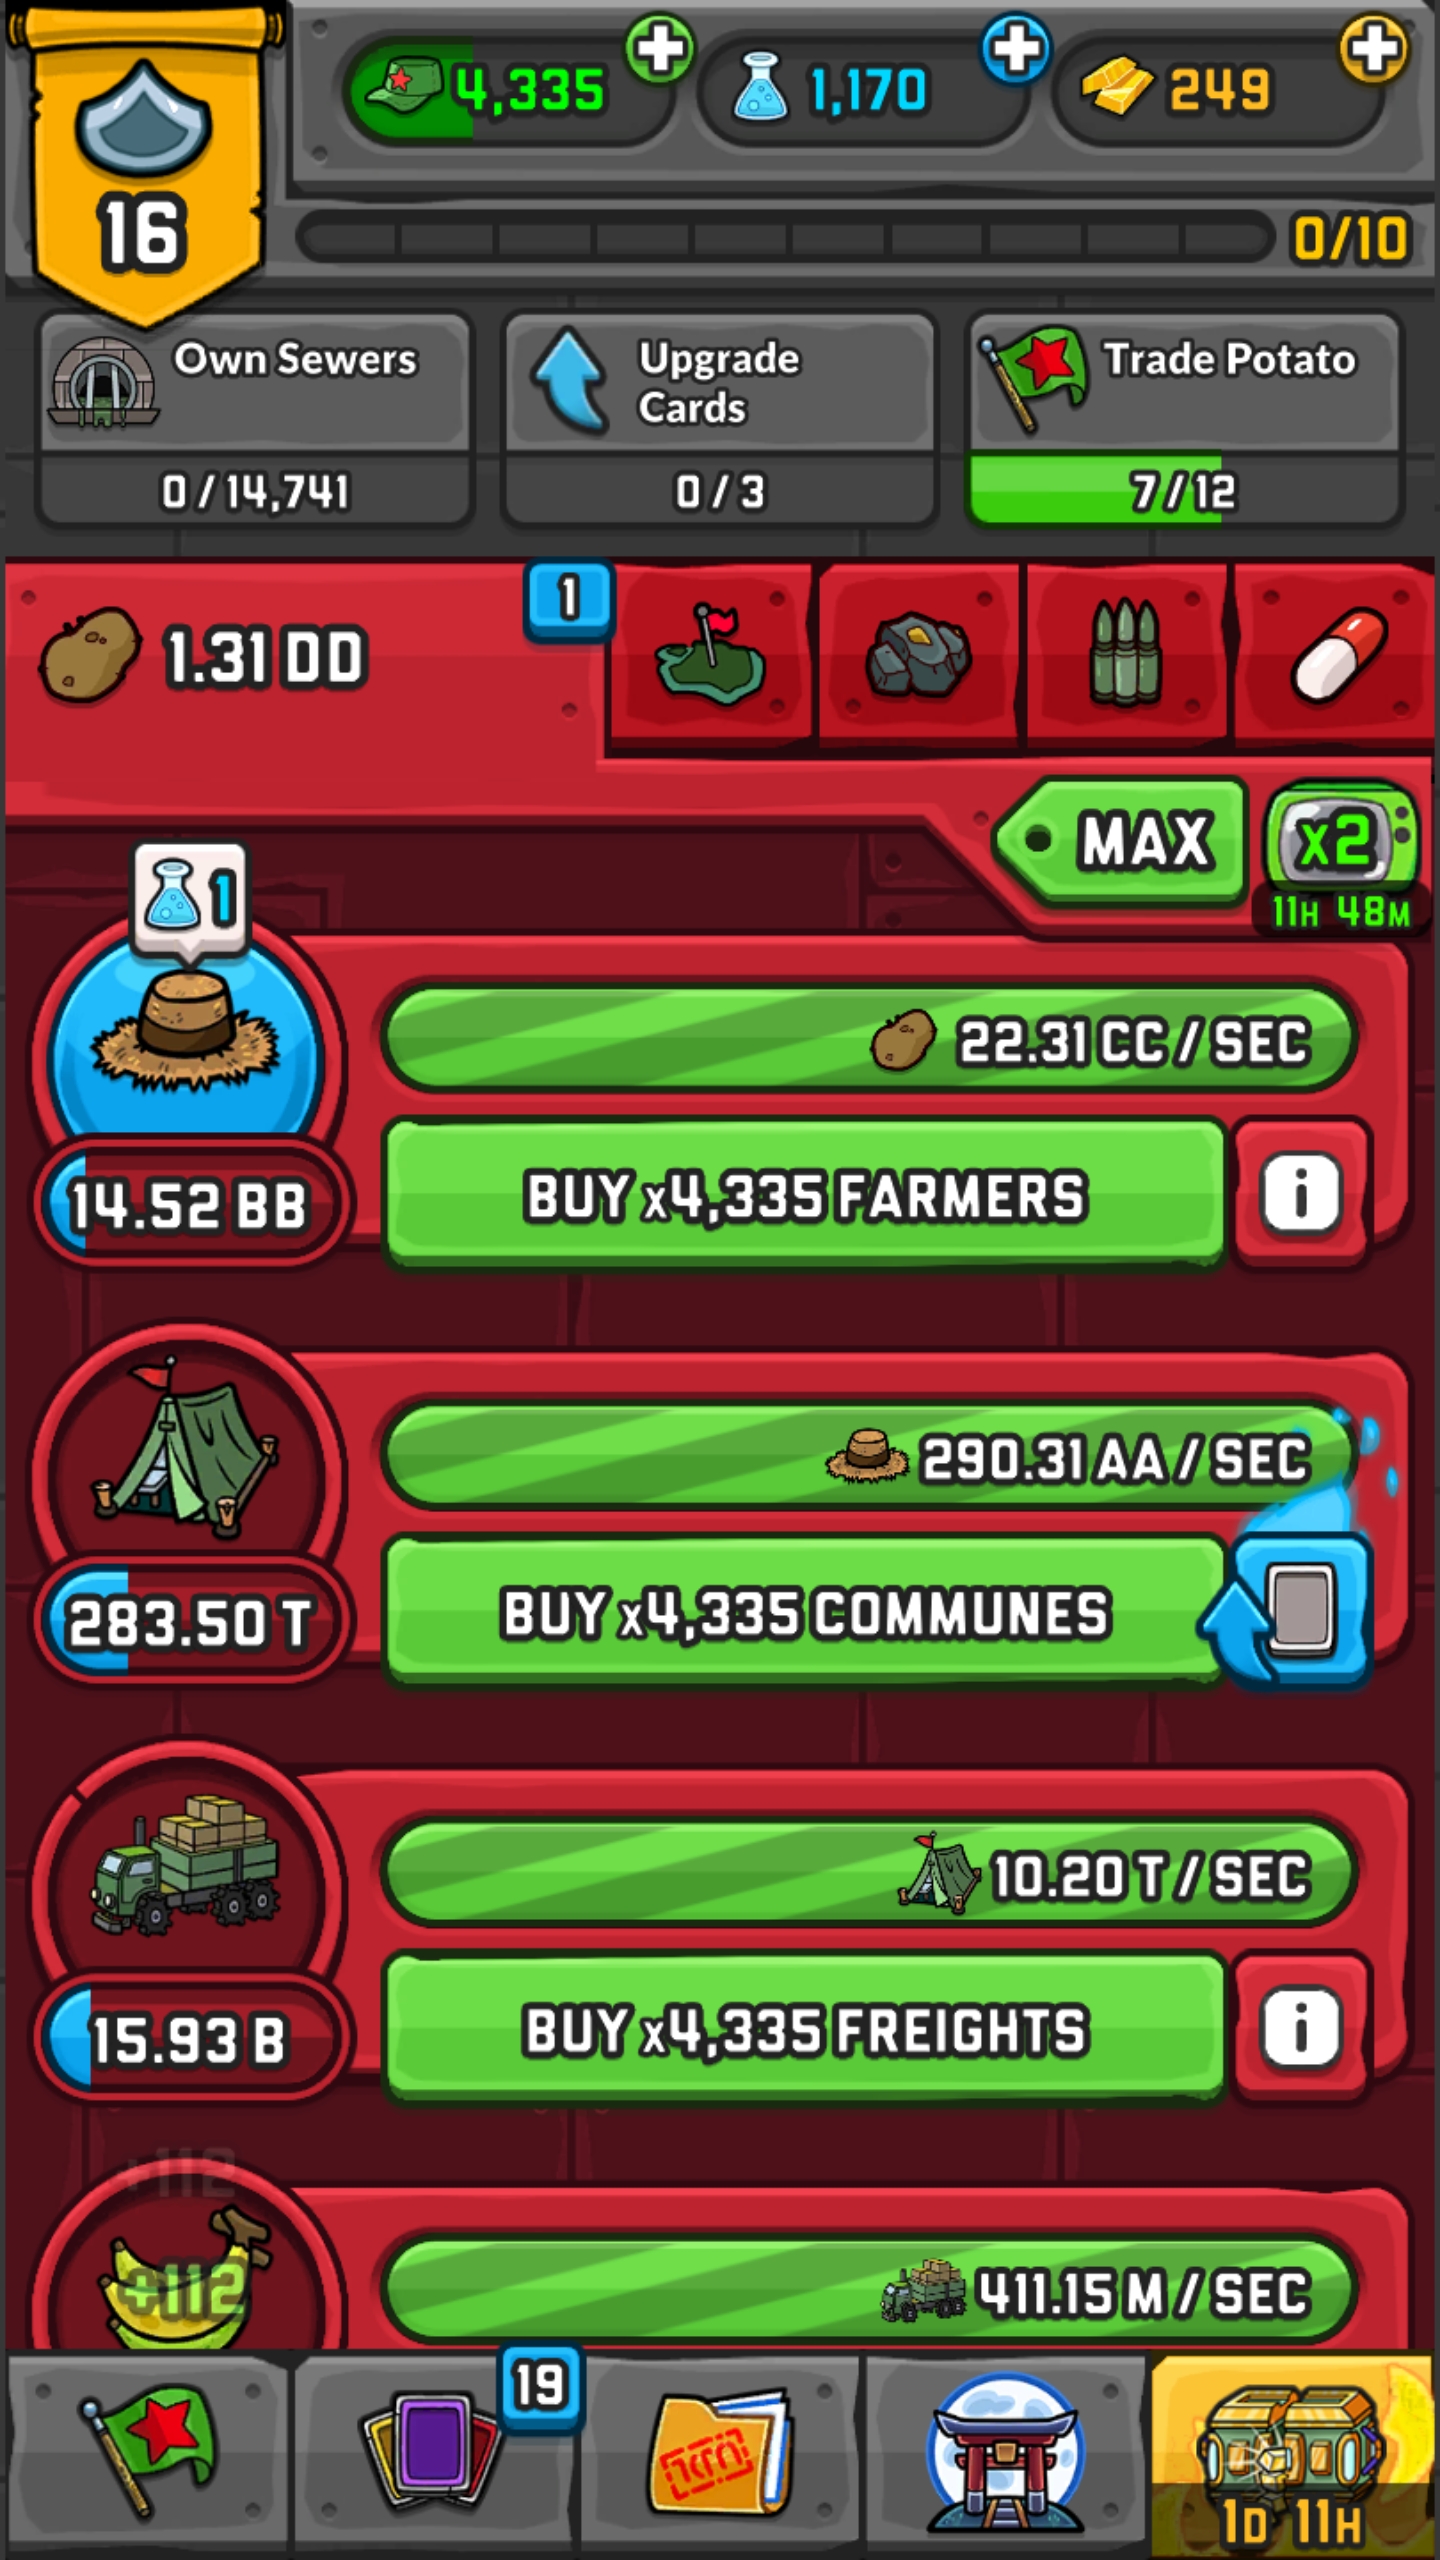 16
4,335
1,170
249
0/10
Own Sewers
0 / 14,741
Upgrade
Cards
0 / 3
Trade Potato
7 / 12
1.31 DD
1
MAX
x2
11H 48M
1
22.31 CC / SEC
14.52 BB
BUY x4,335 FARMERS
i
290.31 AA / SEC
283.50 T
BUY x4,335 COMMUNES
10.20 T / SEC
15.93 B
BUY x4,335 FREIGHTS
i
+112
+112
411.15 M / SEC
19
1D 11H